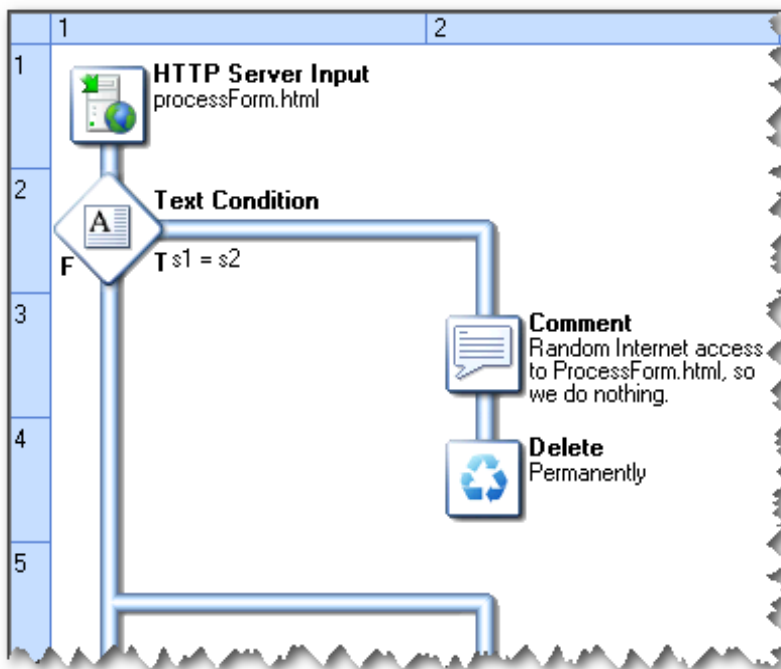 1
2
1
HTTP Server Input
processForm.html
2
Text Condition
F
T s1 = s2
3
Comment
Random Internet access
to ProcessForm.html, so
we do nothing.
4
Delete
Permanently
5
A